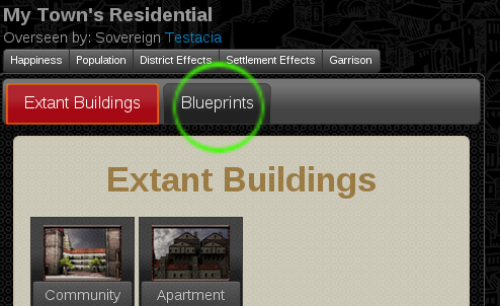 My Town's Residential
Overseen by: Sovereign Testacia
Happiness Population District Effects Settlement Effects Garrison
Extant Buildings Blueprints
Extant Buildings
Community Apartment